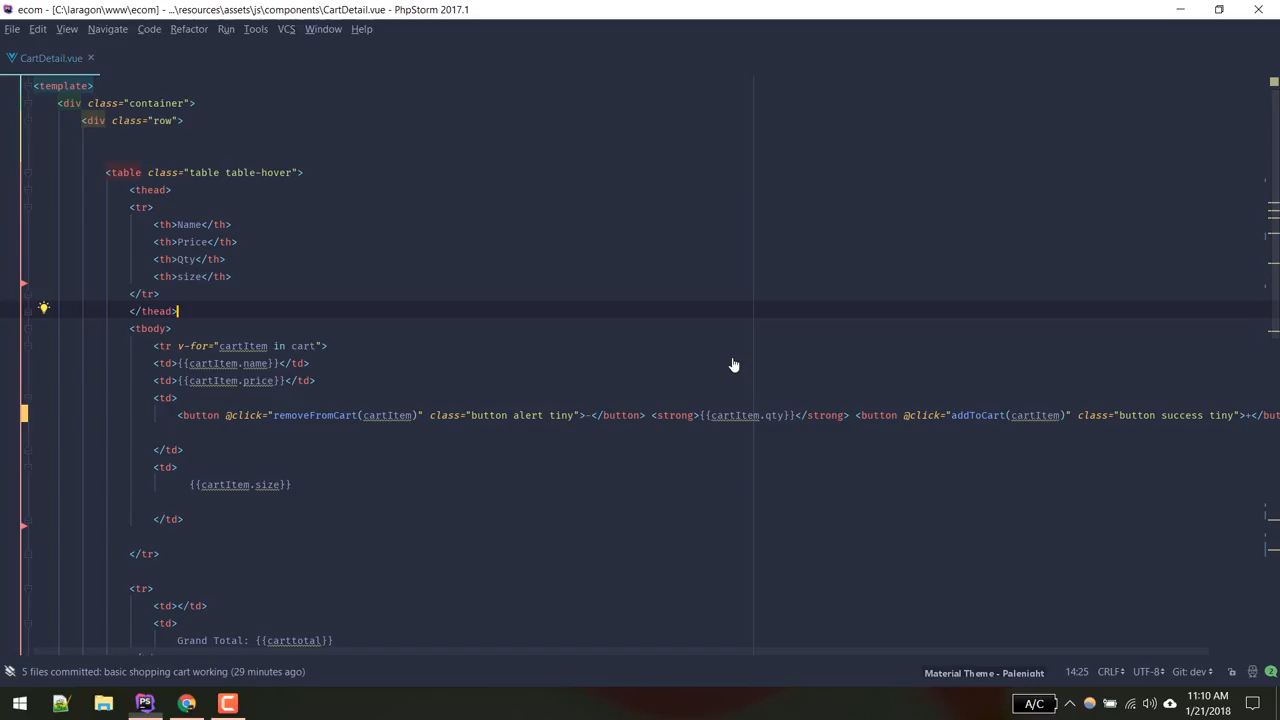 ecom - [C:\laragon\www\ecom] - ...\resources\assets\js\components\CartDetail.vue - PhpStorm 2017.1
File Edit View Navigate Code Refactor Run Tools VCS Window Help
CartDetail.vue
<template>
<div class="container">
<div class="row">
<table class="table table-hover">
<thead>
<tr>
<th>Name</th>
<th>Price</th>
<th>Qty</th>
<th>size</th>
</tr>
</thead>
<tbody>
<tr v-for="cartItem in cart">
<td>{{cartItem.name}}</td>
<td>{{cartItem.price}}</td>
<td>
<button @click="removeFromCart(cartItem)" class="button alert tiny">-</button> <strong>{{cartItem.qty}}</strong> <button @click="addToCart(cartItem)" class="button success tiny">+</but
</td>
<td>
{{cartItem.size}}
</td>
</tr>
<tr>
<td></td>
<td>
Grand Total: {{carttotal}}
5 files committed: basic shopping cart working (29 minutes ago)
Material Theme - Palenight 14:25 CRLF UTF-8 Git: dev 2
PS A/C 11:10 AM
1/21/2018